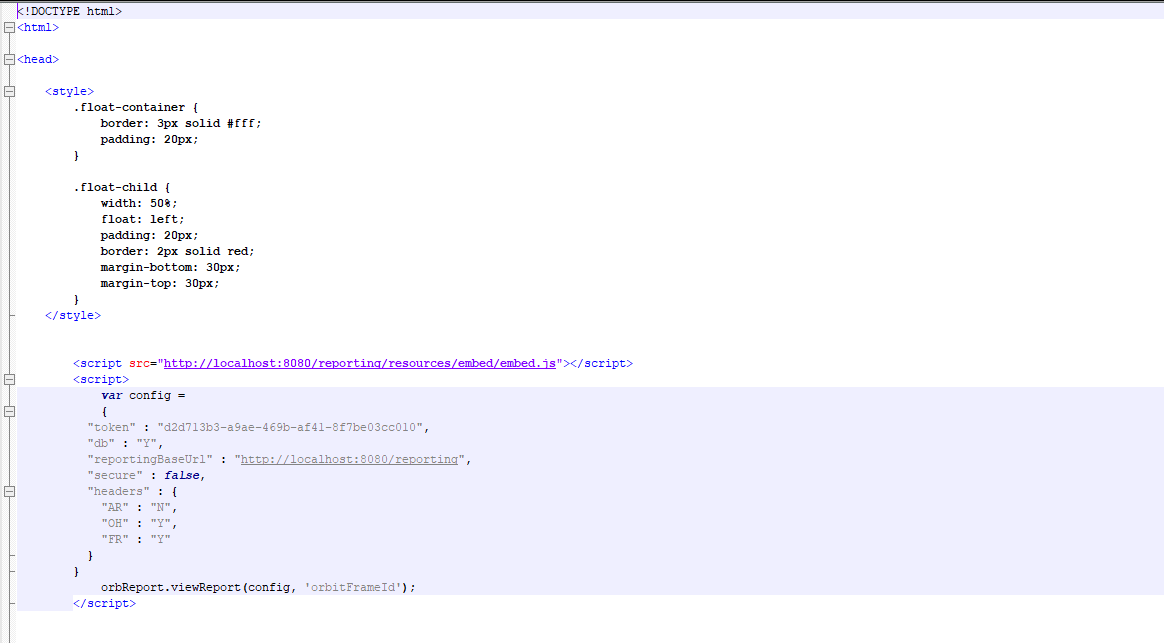 <!DOCTYPE html>
<html>
<head>
<style>
.float-container {
border: 3px solid #fff;
padding: 20px;
}
.float-child {
width: 50%;
float: left;
padding: 20px;
border: 2px solid red;
margin-bottom: 30px;
margin-top: 30px;
}
</style>
<script src="http://localhost:8080/reporting/resources/embed/embed.js"></script>
<script>
var config =
{
"token" : "d2d713b3-a9ae-469b-af41-8f7be03cc010",
"db" : "Y",
"reportingBaseUrl" : "http://localhost:8080/reporting",
"secure" : false,
"headers" : {
"AR" : "N",
"OH" : "Y",
"FR" : "Y"
}
}
orbReport.viewReport(config, 'orbitFrameId');
</script>